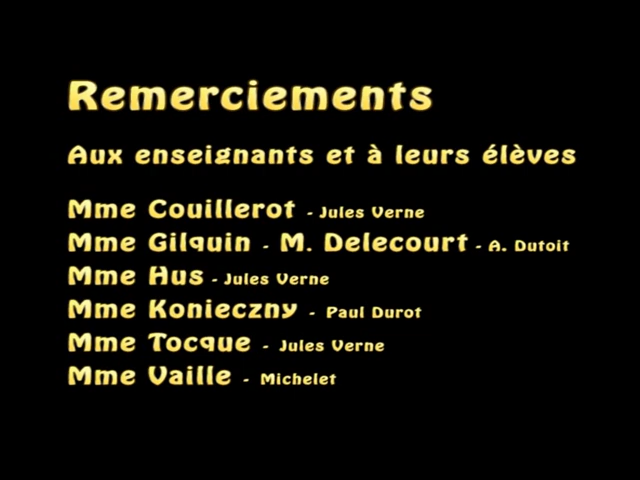 Remerciements
Aux enseignants et à leurs élèves
Mme Couillerot - Jules Verne
Mme Gilquin - M. Delecourt - A. Dutoit
Mme Hus - Jules Verne
Mme Konieczny - Paul Durot
Mme Tocque - Jules Verne
Mme Vaille - Michelet